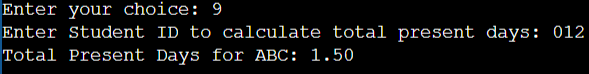 Enter your choice: 9
Enter Student ID to calculate total present days: 012
Total Present Days for ABC: 1.50